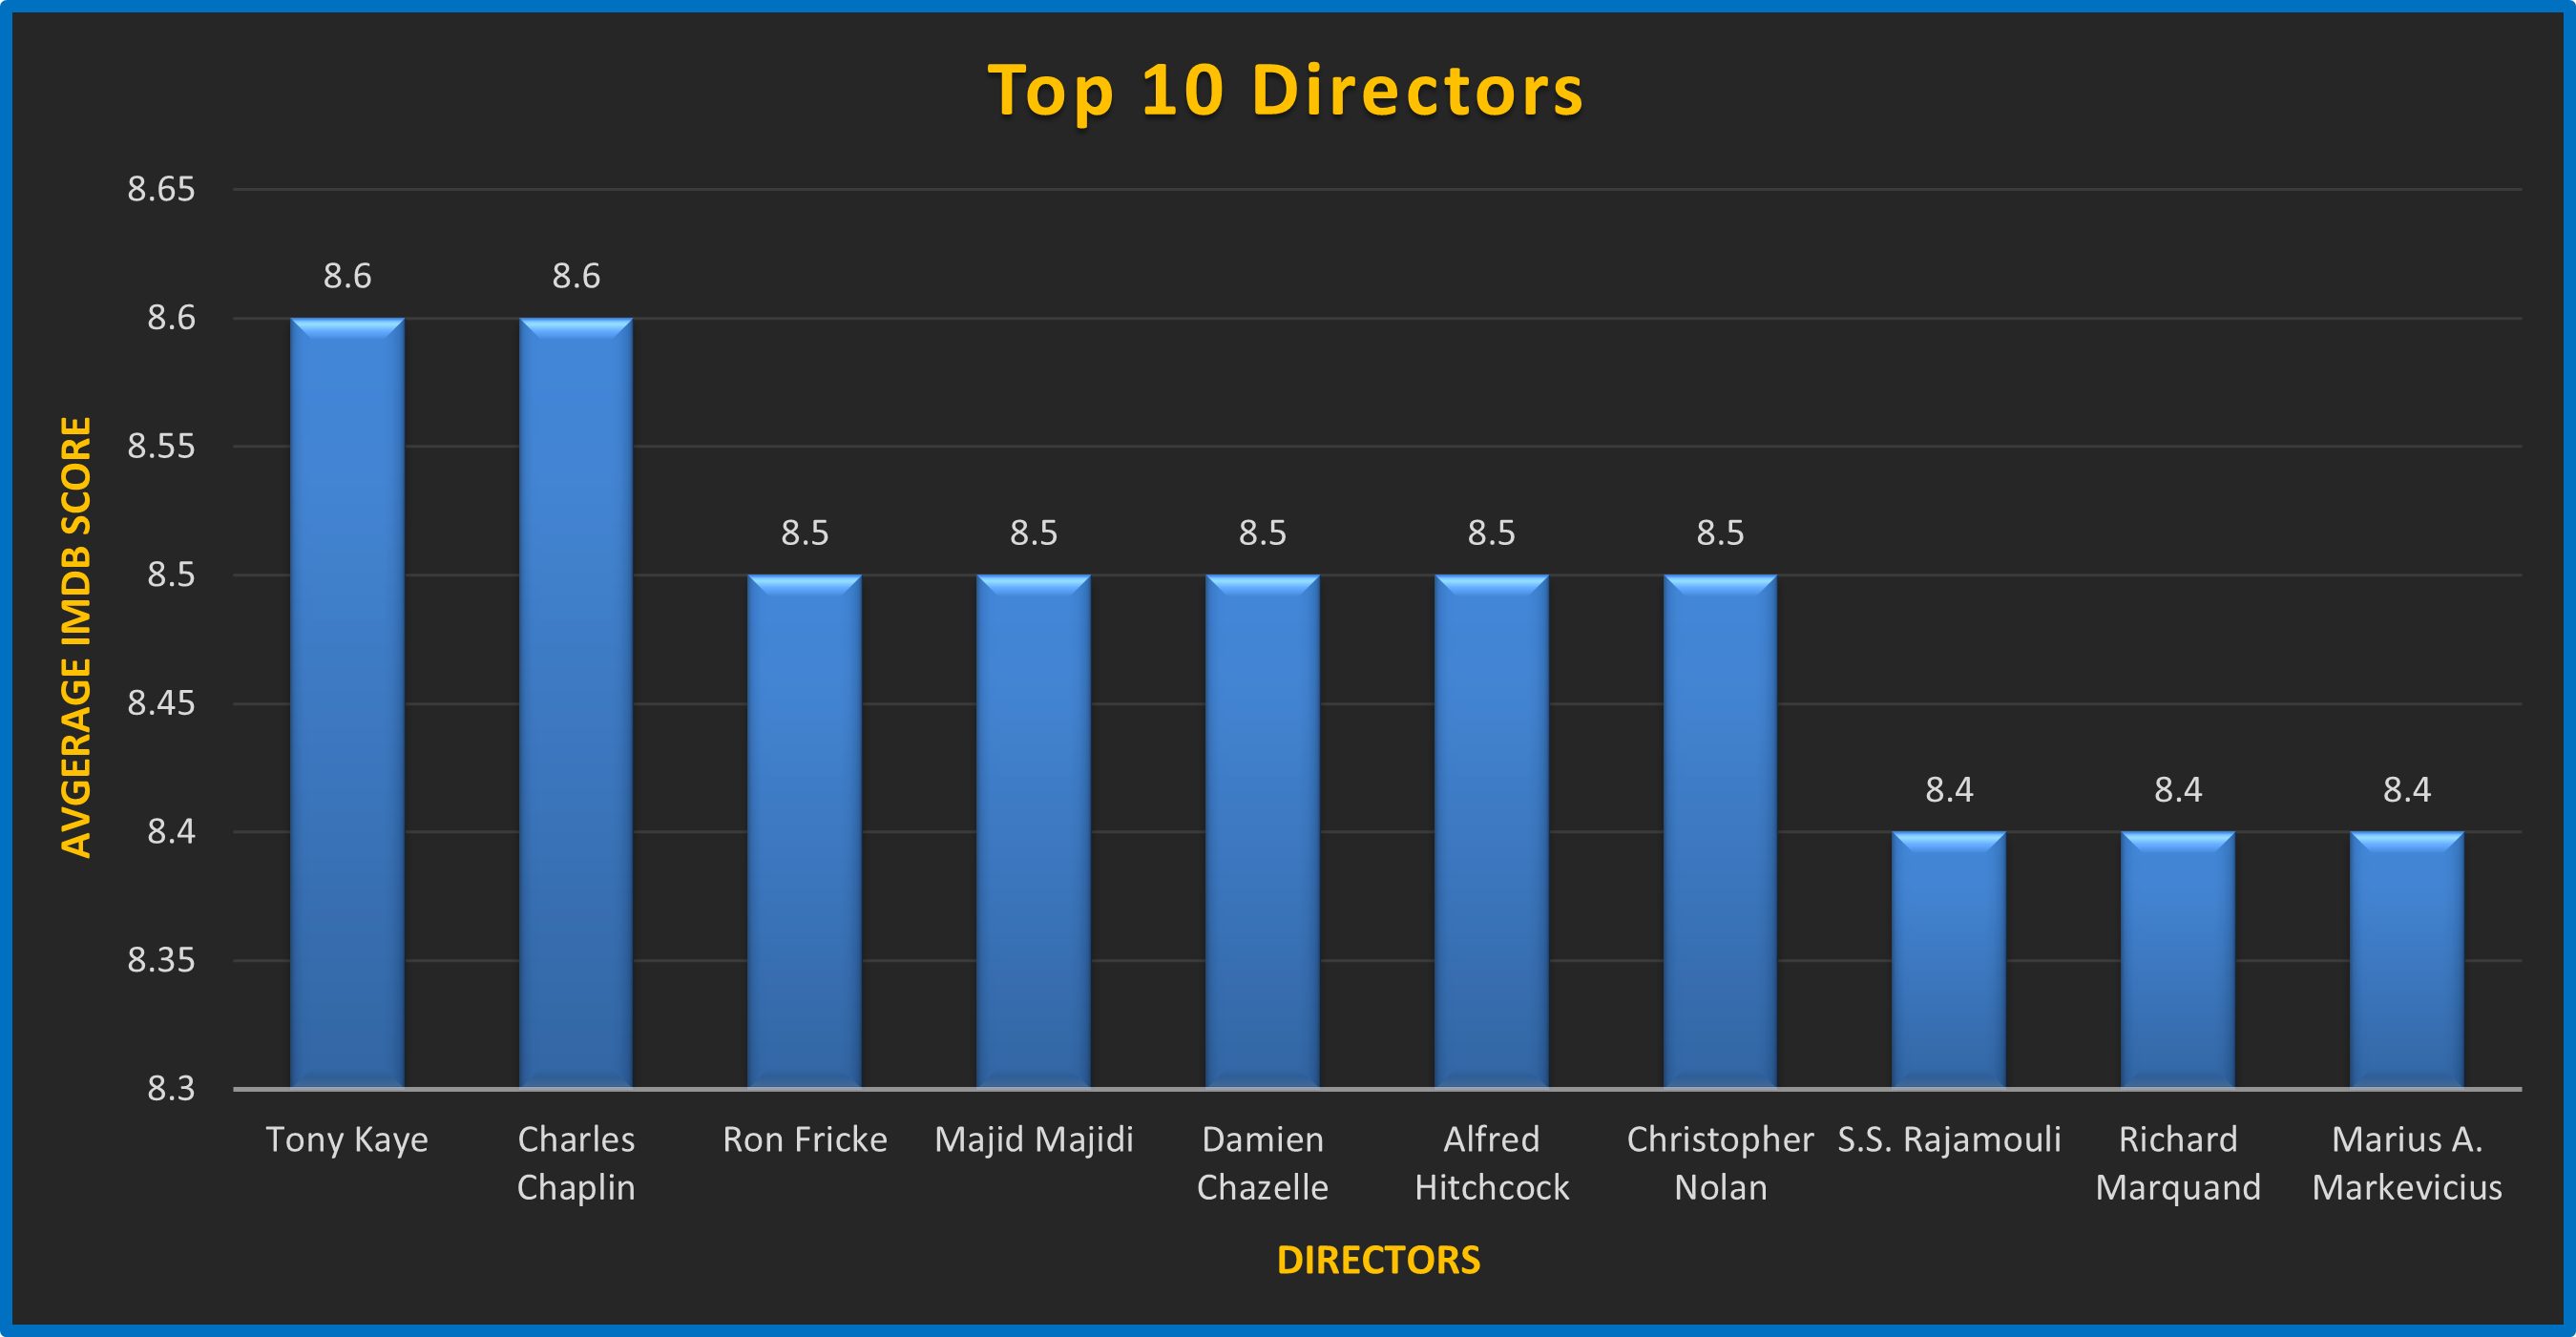 Top 10 Directors
8.65
8.6
8.55
8.5
8.45
8.4
8.35
8.3
AVGERAGE IMDB SCORE
8.6
8.6
8.5
8.5
8.5
8.5
8.5
8.4
8.4
8.4
Tony Kaye
Charles
Chaplin
Ron Fricke
Majid Majidi
Damien
Chazelle
Alfred
Hitchcock
Christopher
Nolan
S.S. Rajamouli
Richard
Marquand
Marius A.
Markevicius
DIRECTORS